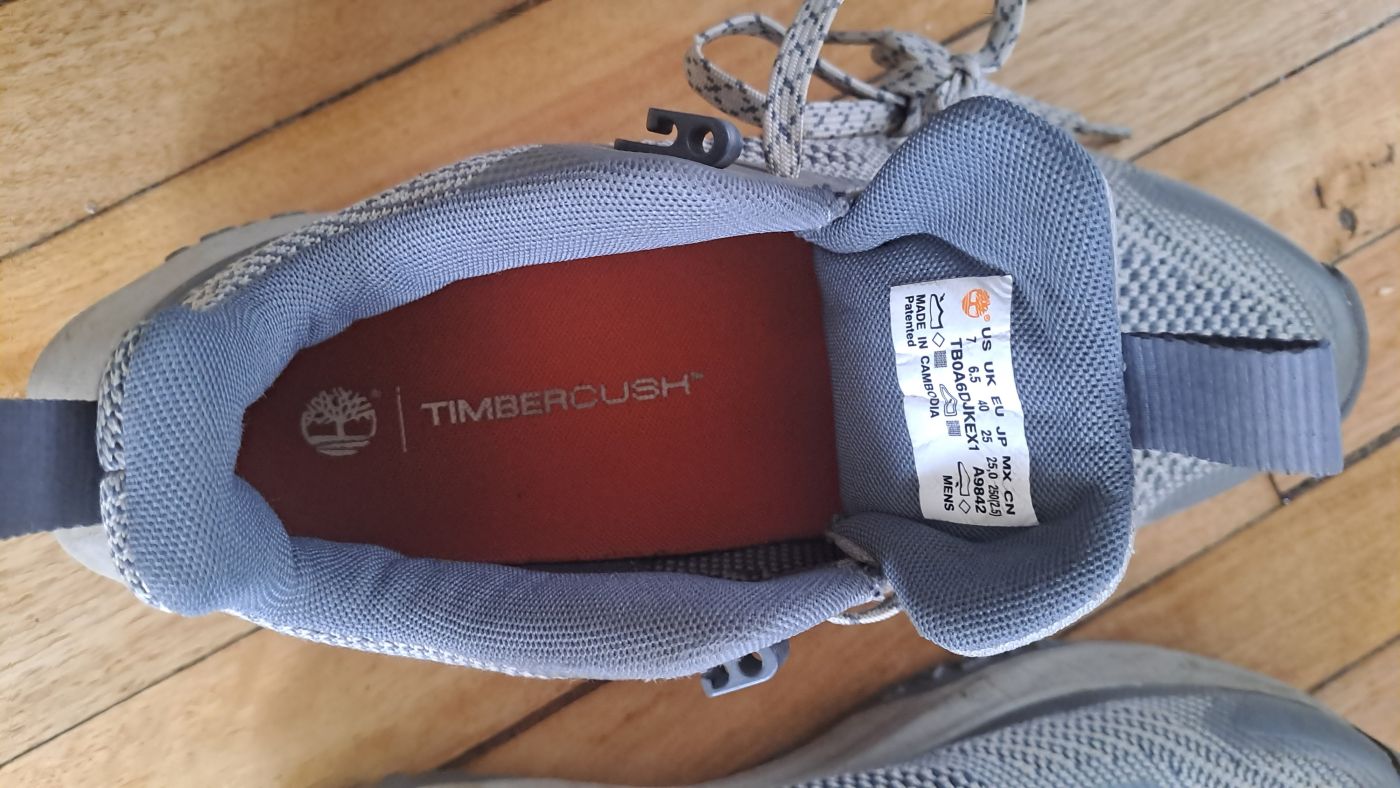 TIMBERCUSH™
® US UK EU JP MX CN
7 6.5 40 25 25.0 250(2.5)
TB0A6DJKEX1 A9842
MADE IN CAMBODIA MENS
Patented